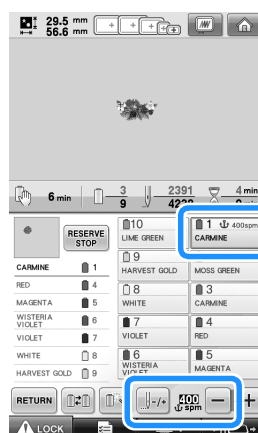 29.5 mm
56.6 mm
6 min
3
9
2391
4 min
RESERVE
STOP
10
LIME GREEN
1 400spm
CARMINE
9
HARVEST GOLD
MOSS GREEN
8
WHITE
3
CARMINE
7
VIOLET
4
RED
6
WISTERIA
VIOLET
5
MAGENTA
CARMINE 1
RED 4
MAGENTA 5
WISTERIA
VIOLET 6
VIOLET 7
WHITE 8
HARVEST GOLD 9
RETURN
-/+
400
spm
−
+
LOCK